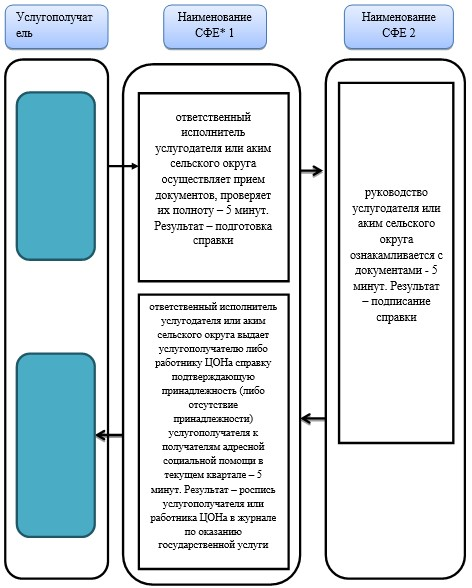 Услугополучат
ель
Наименование
СФЕ* 1
Наименование
СФЕ 2
ответственный
исполнитель
услугодателя или аким
сельского округа
осуществляет прием
документов, проверяет
их полноту – 5 минут.
Результат – подготовка
справки
руководство
услугодателя или
аким сельского
округа
ознакамливается с
документами - 5
минут. Результат
– подписание
справки
ответственный исполнитель
услугодателя или аким
сельского округа выдает
услугополучателю либо
работнику ЦОНа справку
подтверждающую
принадлежность (либо
отсутствие
принадлежности)
услугополучателя к
получателям адресной
социальной помощи в
текущем квартале – 5
минут. Результат – роспись
услугополучателя или
работника ЦОНа в журнале
по оказанию
государственной услуги